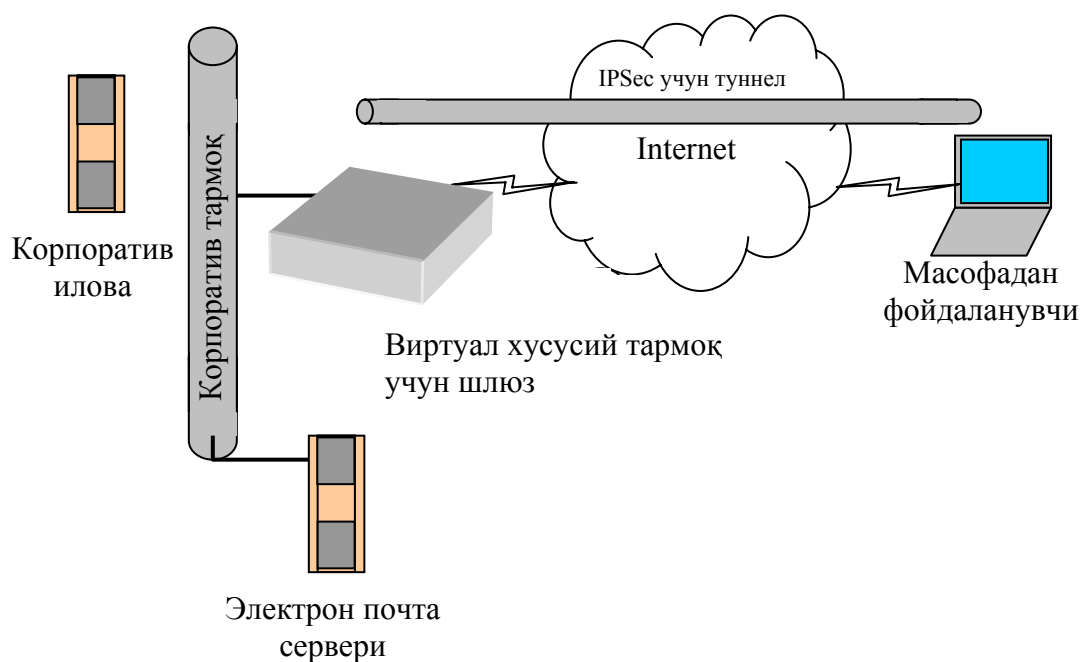 IPSec учун туннел
Internet
Корпоратив тармоқ
Корпоратив
илова
Масофадан
фойдаланувчи
Виртуал хусусий тармоқ
учун шлюз
Электрон почта
сервери